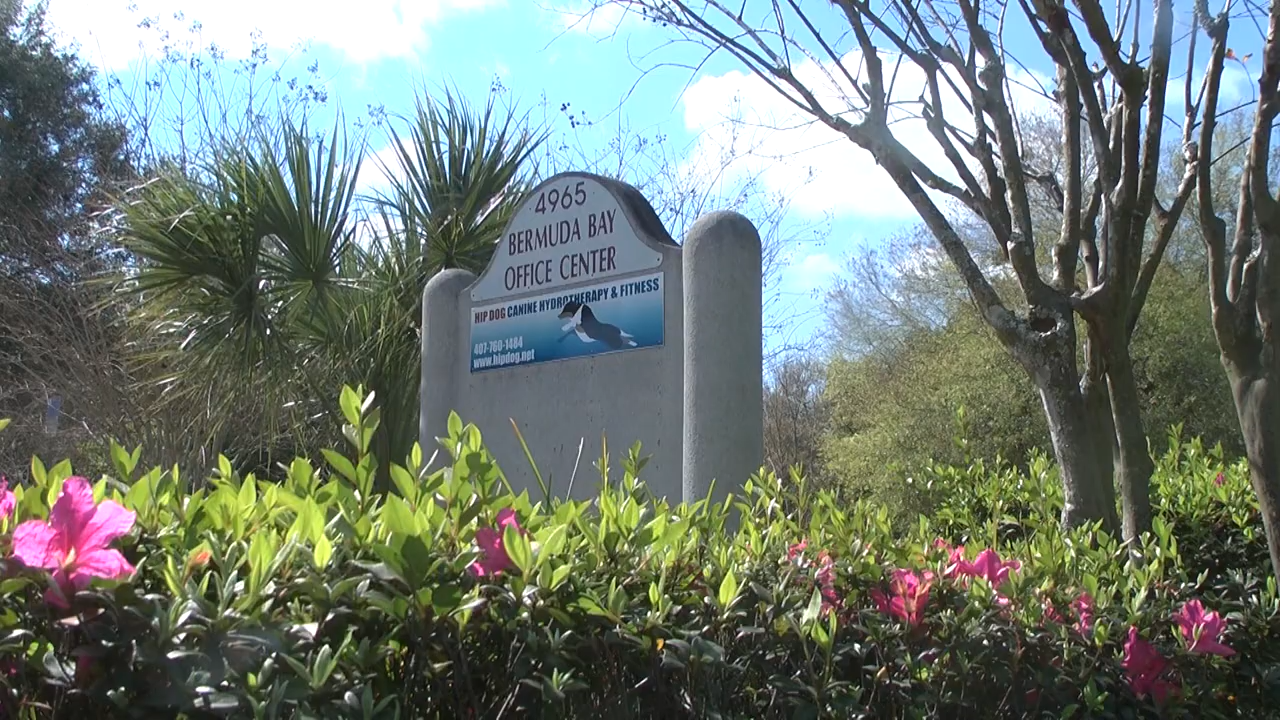 4965
BERMUDA BAY
OFFICE CENTER
HIP DOG CANINE HYDROTHERAPY & FITNESS
407-760-1484
www.hipdog.net